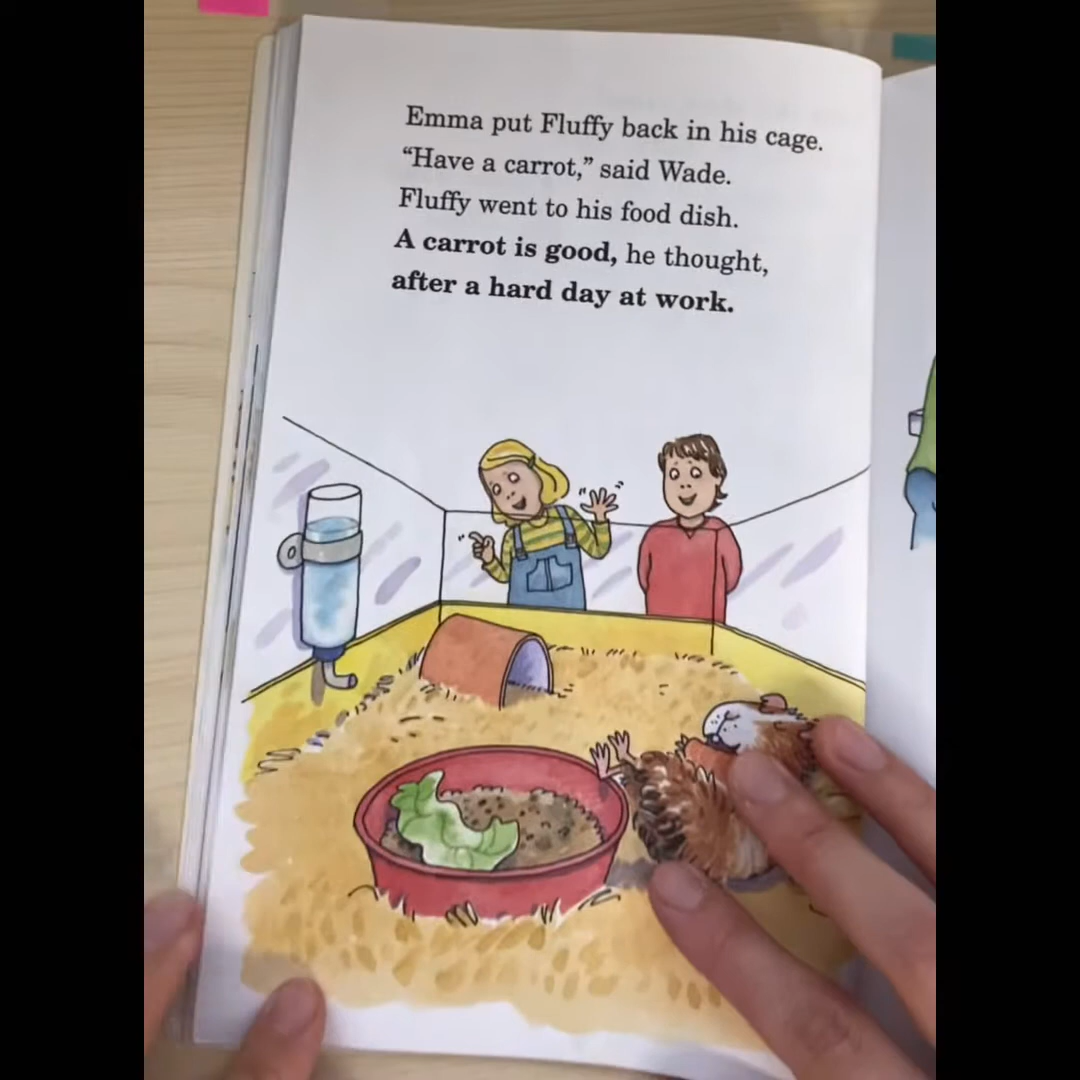 Emma put Fluffy back in his cage.
“Have a carrot,” said Wade.
Fluffy went to his food dish.
A carrot is good, he thought,
after a hard day at work.